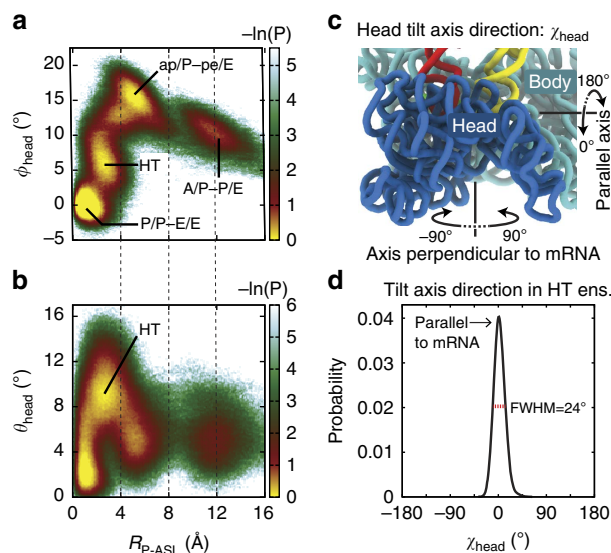 a
−ln(P)
20
15
10
5
0
−5
ϕhead (°)
ap/P–pe/E
HT
A/P–P/E
P/P–E/E
5
4
3
2
1
0
b
−ln(P)
16
12
8
4
0
θhead (°)
HT
6
5
4
3
2
1
0
0 4 8 12 16
RP-ASL (Å)
c
Head tilt axis direction: χhead
Body
Head
180°
0°
Parallel axis
−90°
90°
Axis perpendicular to mRNA
d
Tilt axis direction in HT ens.
0.04
0.03
0.02
0.01
0
Probability
Parallel
to mRNA
FWHM=24°
−180 −90 0 90 180
χhead (°)